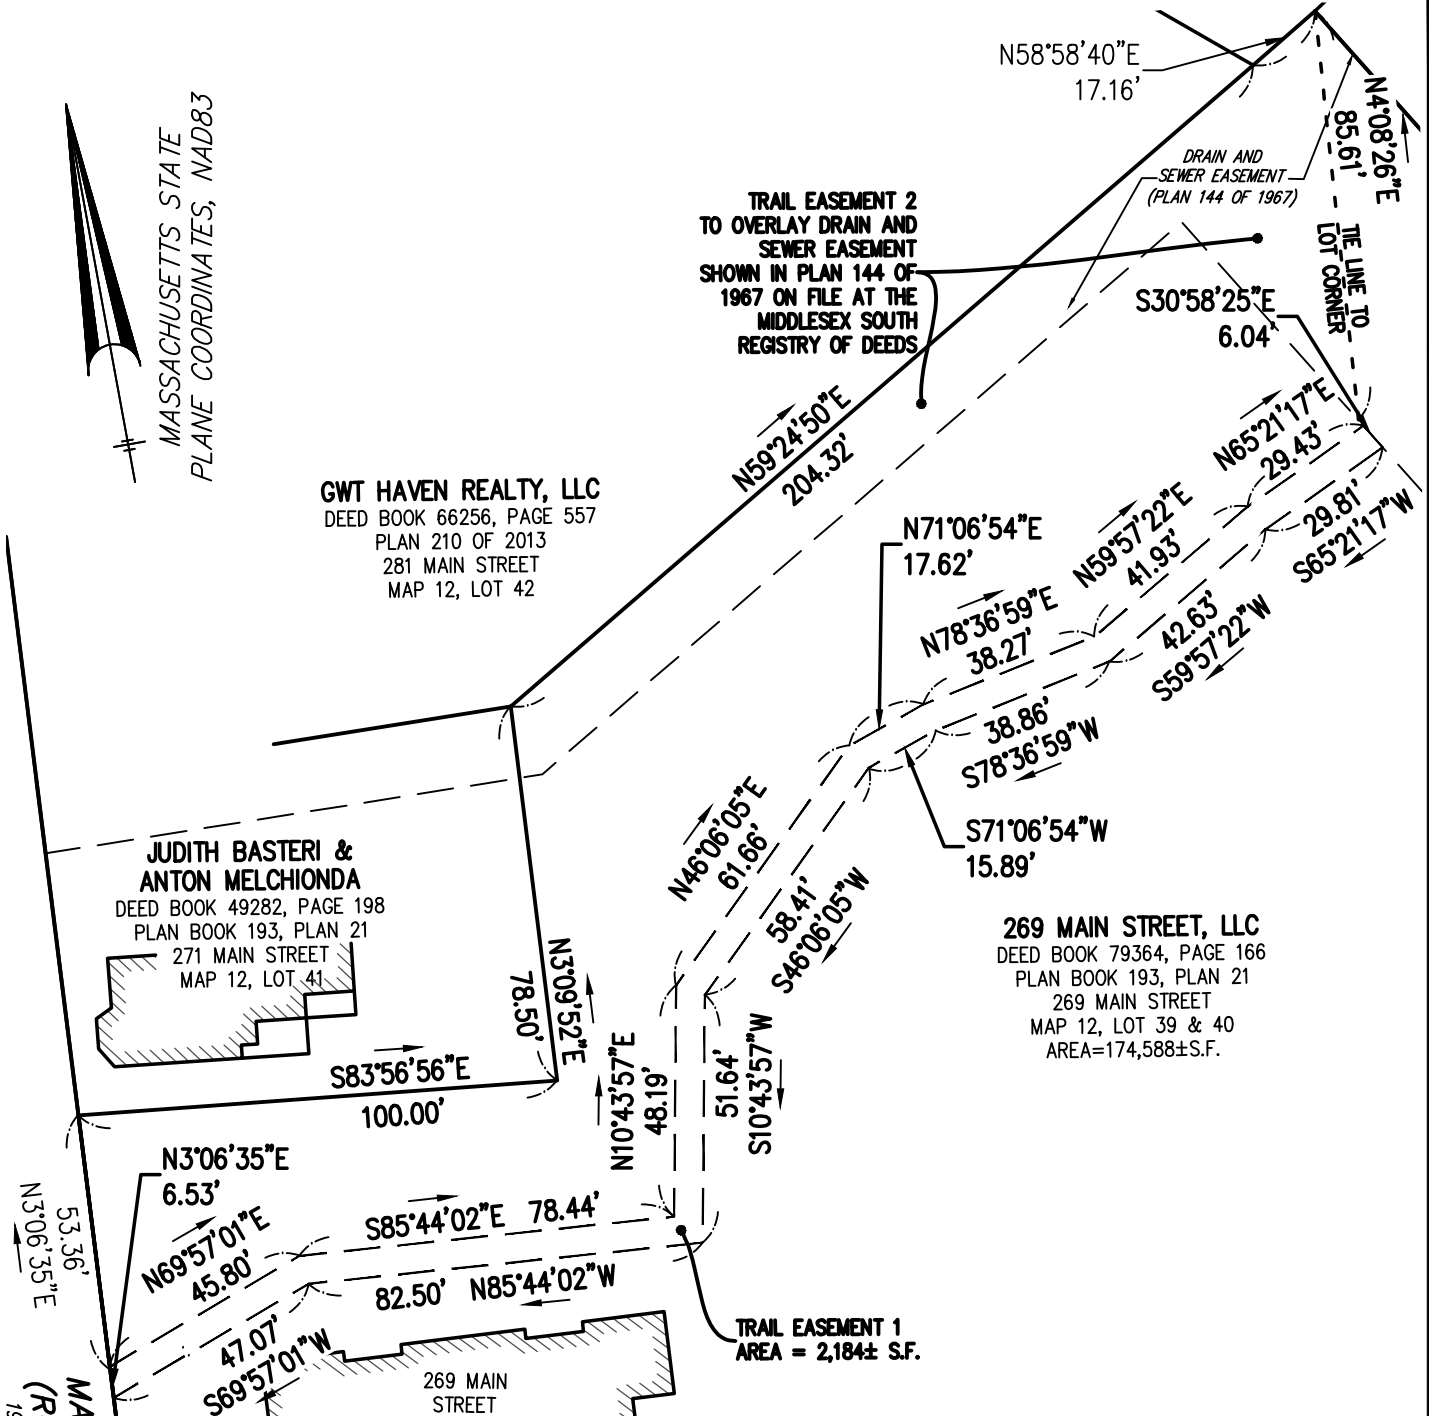 MASSACHUSETTS STATE
PLANE COORDINATES, NAD83
N58°58'40"E
17.16'
N4°08'26"E
85.61'
DRAIN AND
SEWER EASEMENT
(PLAN 144 OF 1967)
TIE LINE TO
LOT CORNER
TRAIL EASEMENT 2
TO OVERLAY DRAIN AND
SEWER EASEMENT
SHOWN IN PLAN 144 OF
1967 ON FILE AT THE
MIDDLESEX SOUTH
REGISTRY OF DEEDS
S30°58'25"E
6.04'
N59°24'50"E
204.32'
N65°21'17"E
29.43'
29.81'
S65°21'17"W
GWT HAVEN REALTY, LLC
DEED BOOK 66256, PAGE 557
PLAN 210 OF 2013
281 MAIN STREET
MAP 12, LOT 42
N71°06'54"E
17.62'
N59°57'22"E
41.93'
N78°36'59"E
38.27'
42.63'
S59°57'22"W
38.86'
S78°36'59"W
N46°06'05"E
61.66'
S71°06'54"W
15.89'
58.41'
S46°06'05"W
JUDITH BASTERI &
ANTON MELCHIONDA
DEED BOOK 49282, PAGE 198
PLAN BOOK 193, PLAN 21
271 MAIN STREET
MAP 12, LOT 41
269 MAIN STREET, LLC
DEED BOOK 79364, PAGE 166
PLAN BOOK 193, PLAN 21
269 MAIN STREET
MAP 12, LOT 39 & 40
AREA=174,588±S.F.
N3°09'52"E
78.50'
N10°43'57"E
48.19'
51.64'
S10°43'57"W
S83°56'56"E
100.00'
N3°06'35"E
6.53'
53.36'
N3°06'35"E
N69°57'01"E
45.80'
S85°44'02"E 78.44'
82.50' N85°44'02"W
47.07'
S69°57'01"W
TRAIL EASEMENT 1
AREA = 2,184± S.F.
269 MAIN
STREET
MA
(R
19